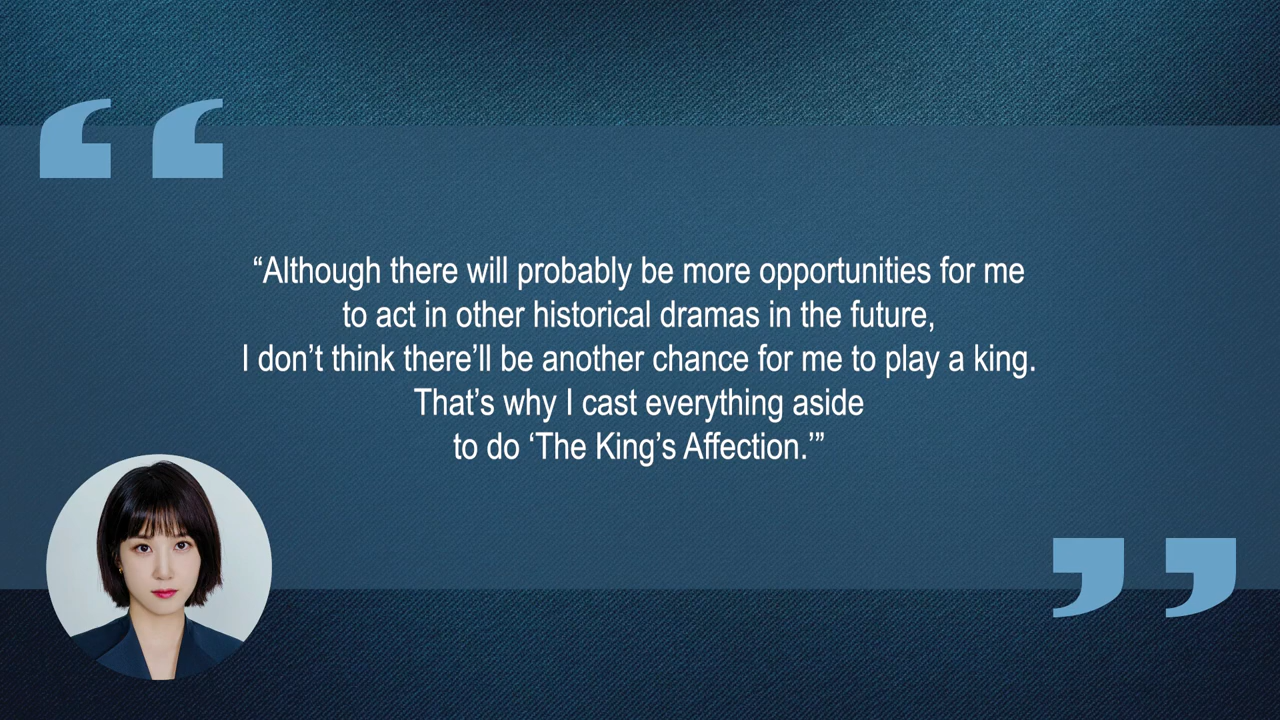 “Although there will probably be more opportunities for me
to act in other historical dramas in the future,
I don’t think there’ll be another chance for me to play a king.
That’s why I cast everything aside
to do ‘The King’s Affection.’”